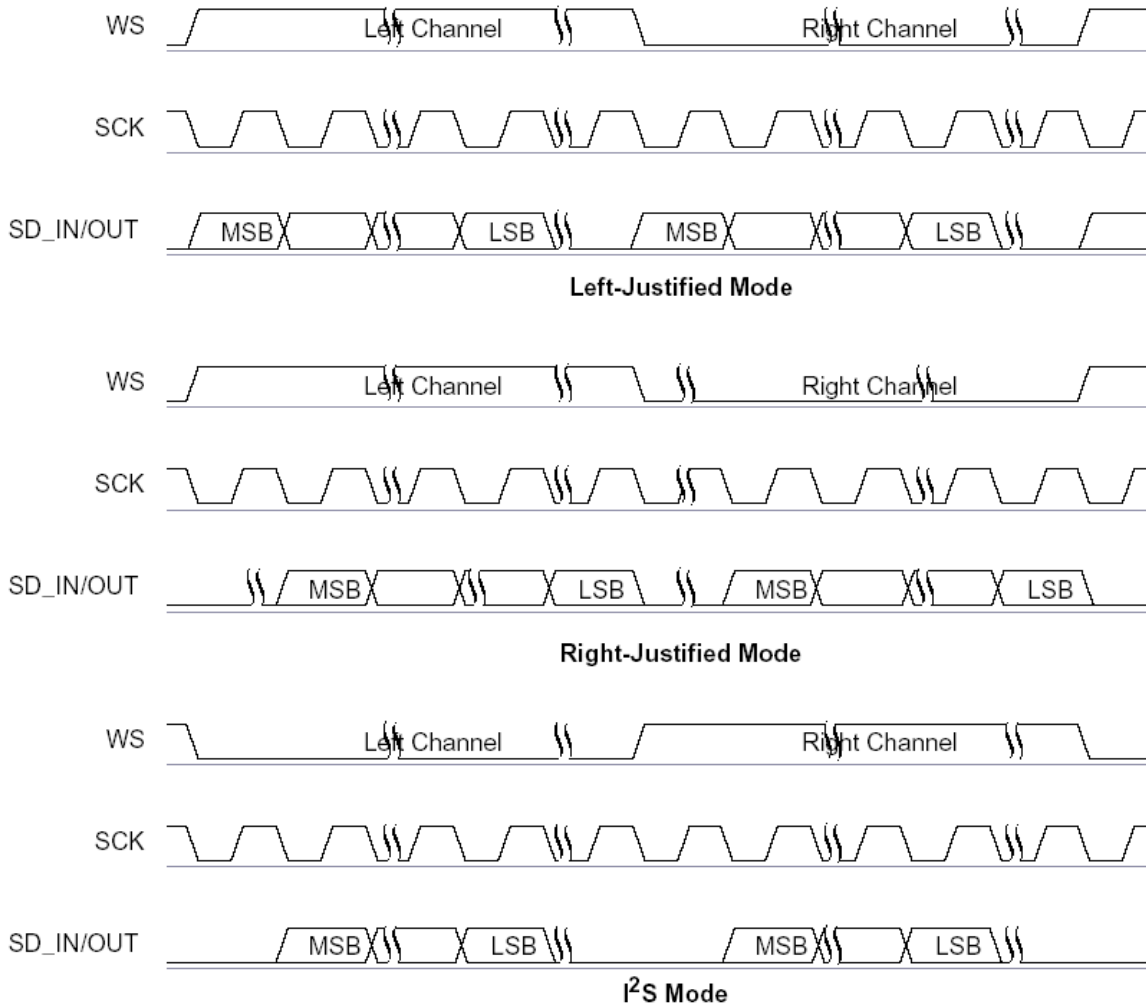 WS Left Channel Right Channel
SCK
SD_IN/OUT MSB LSB MSB LSB
Left-Justified Mode
WS Left Channel Right Channel
SCK
SD_IN/OUT MSB LSB MSB LSB
Right-Justified Mode
WS Left Channel Right Channel
SCK
SD_IN/OUT MSB LSB MSB LSB
I²S Mode